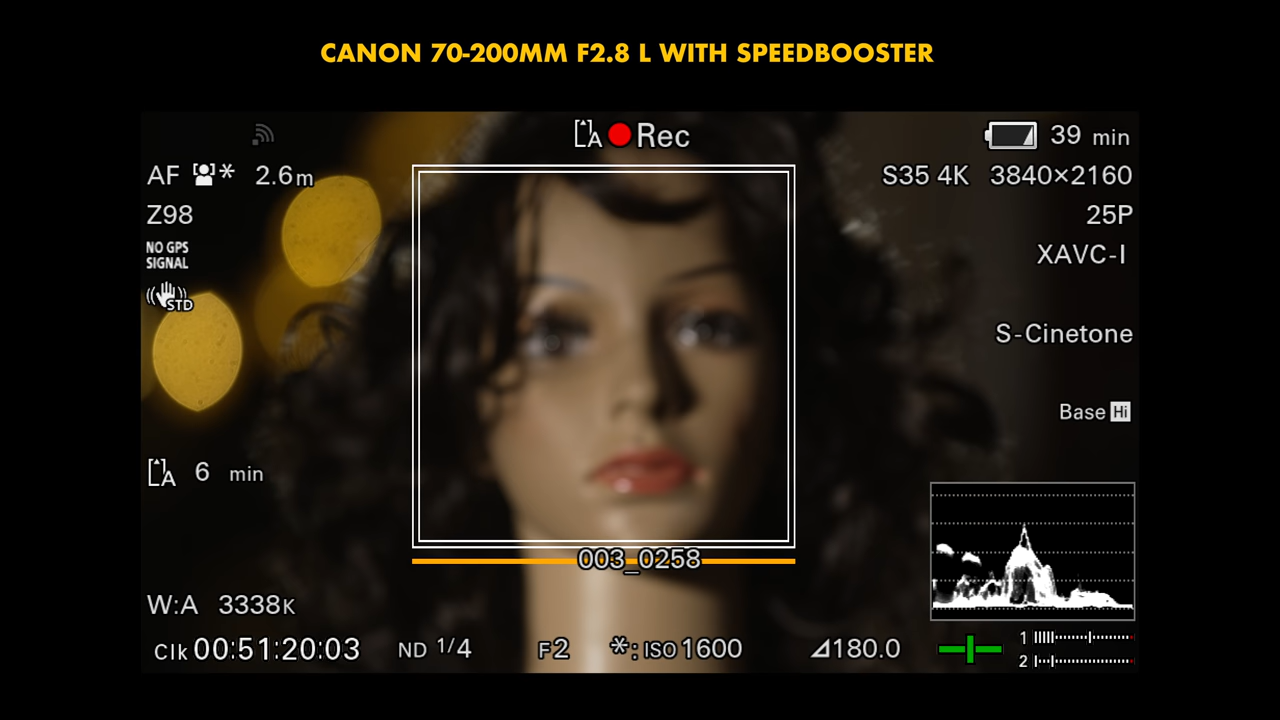 CANON 70-200MM F2.8 L WITH SPEEDBOOSTER
A Rec
39 min
AF 2.6m
S35 4K 3840×2160
Z98
25P
NO GPS
SIGNAL
XAVC-I
STD
S-Cinetone
Base Hi
A 6 min
003_0258
W:A 3338K
Clk 00:51:20:03 ND 1/4 F2 *: ISO 1600 ⊿180.0
1
2